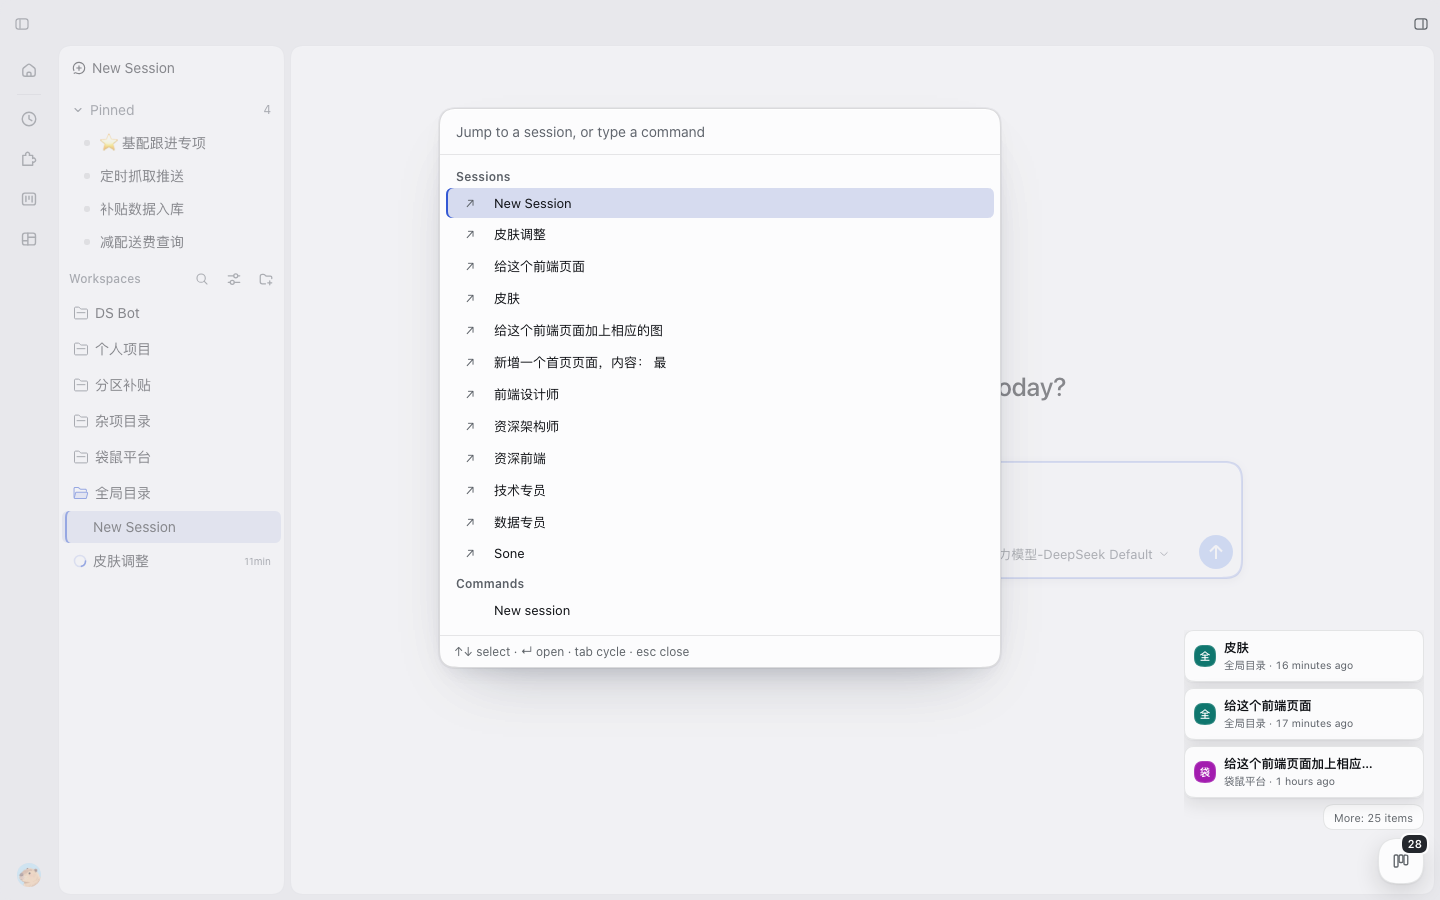 New Session
Pinned 4
⭐ 基配跟进专项
定时抓取推送
补贴数据入库
减配送费查询
Workspaces
DS Bot
个人项目
分区补贴
杂项目录
袋鼠平台
全局目录
New Session
皮肤调整 11min
Jump to a session, or type a command
Sessions
New Session
皮肤调整
给这个前端页面
皮肤
给这个前端页面加上相应的图
新增一个首页页面，内容： 最
前端设计师
资深架构师
资深前端
技术专员
数据专员
Sone
Commands
New session
↑↓ select · ↵ open · tab cycle · esc close
oday?
力模型-DeepSeek Default
全
皮肤
全局目录 · 16 minutes ago
全
给这个前端页面
全局目录 · 17 minutes ago
袋
给这个前端页面加上相应...
袋鼠平台 · 1 hours ago
More: 25 items
28